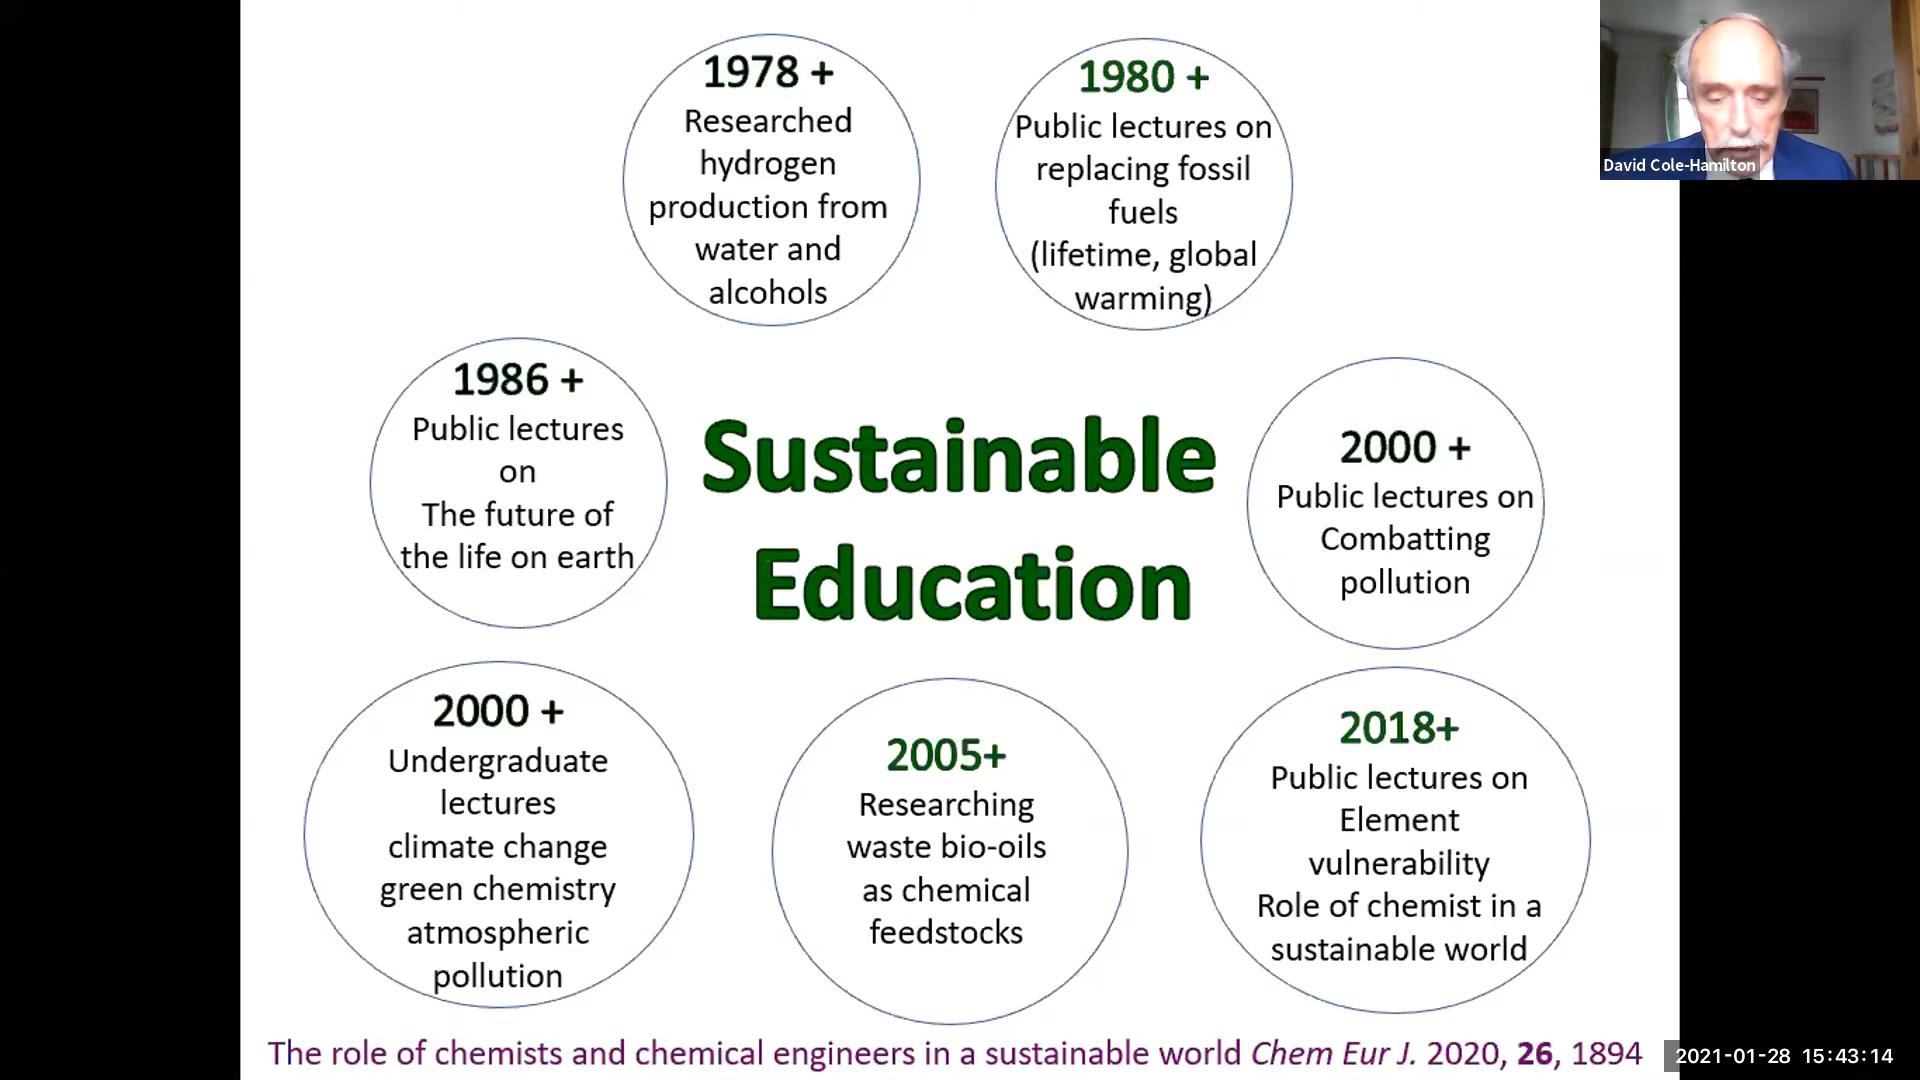 1978 +
Researched
hydrogen
production from
water and
alcohols
1980 +
Public lectures on
replacing fossil
fuels
(lifetime, global
warming)
David Cole-Hamilton
1986 +
Public lectures
on
The future of
the life on earth
Sustainable
Education
2000 +
Public lectures on
Combatting
pollution
2000 +
Undergraduate
lectures
climate change
green chemistry
atmospheric
pollution
2005+
Researching
waste bio-oils
as chemical
feedstocks
2018+
Public lectures on
Element
vulnerability
Role of chemist in a
sustainable world
The role of chemists and chemical engineers in a sustainable world Chem Eur J. 2020, 26, 1894
2021-01-28 15:43:14